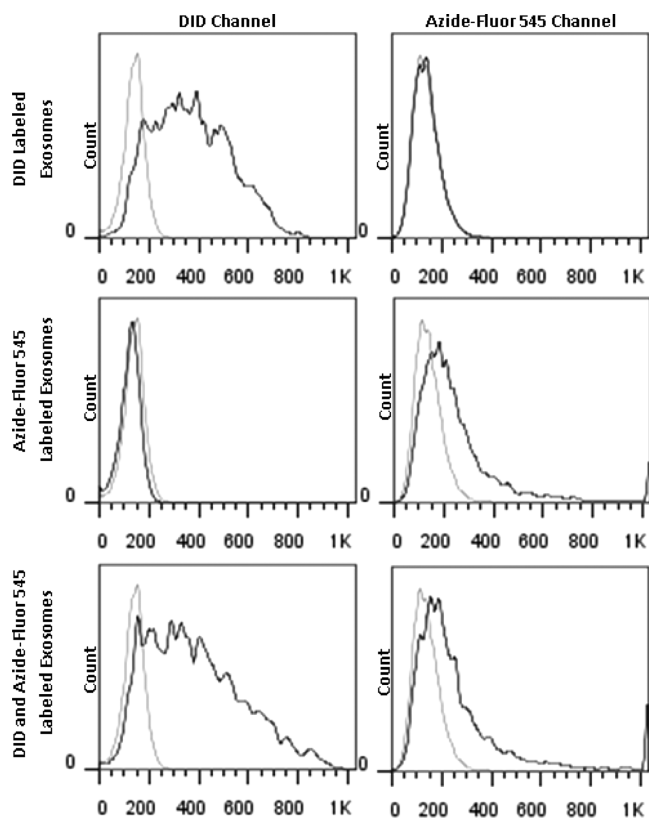 DID Channel
Azide-Fluor 545 Channel
DID Labeled
Exosomes
Count
0
0 200 400 600 800 1K
Count
0
0 200 400 600 800 1K
Azide-Fluor 545
Labeled Exosomes
Count
0
0 200 400 600 800 1K
Count
0
0 200 400 600 800 1K
DID and Azide-Fluor 545
Labeled Exosomes
Count
0
0 200 400 600 800 1K
Count
0
0 200 400 600 800 1K